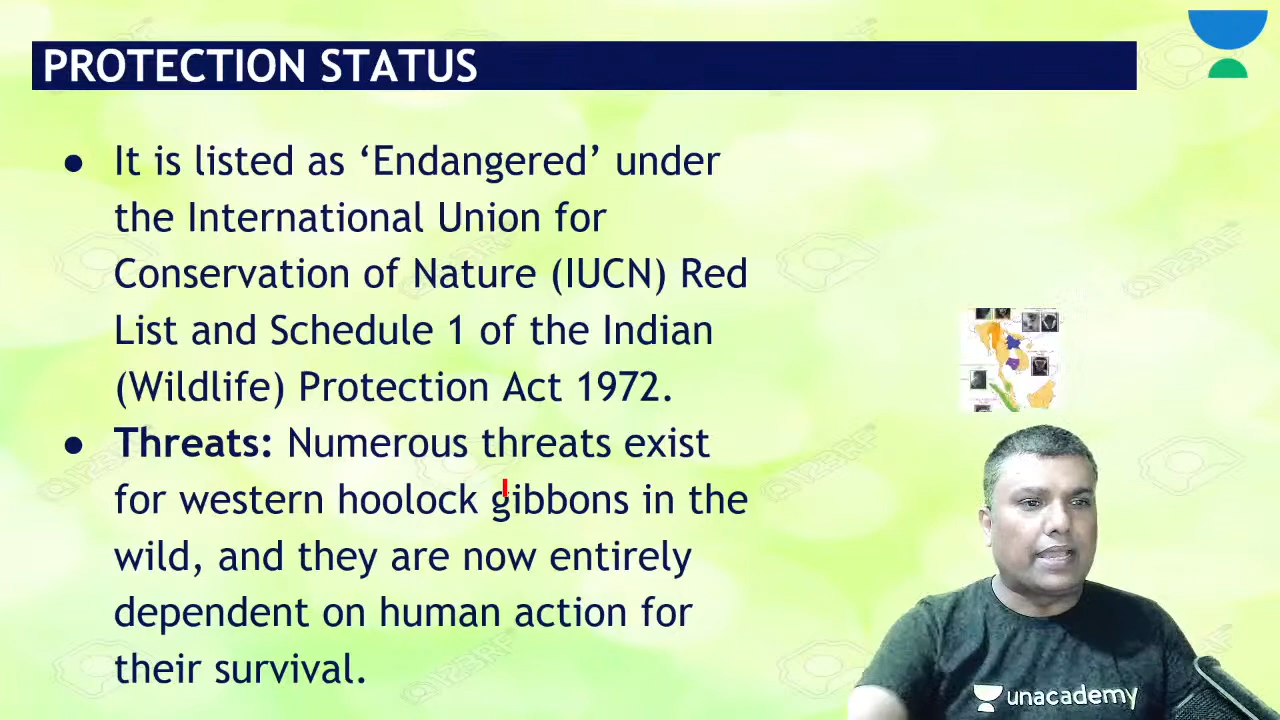 PROTECTION STATUS
● It is listed as ‘Endangered’ under
the International Union for
Conservation of Nature (IUCN) Red
List and Schedule 1 of the Indian
(Wildlife) Protection Act 1972.
● Threats: Numerous threats exist
for western hoolock gibbons in the
wild, and they are now entirely
dependent on human action for
their survival.
unacademy
123RF